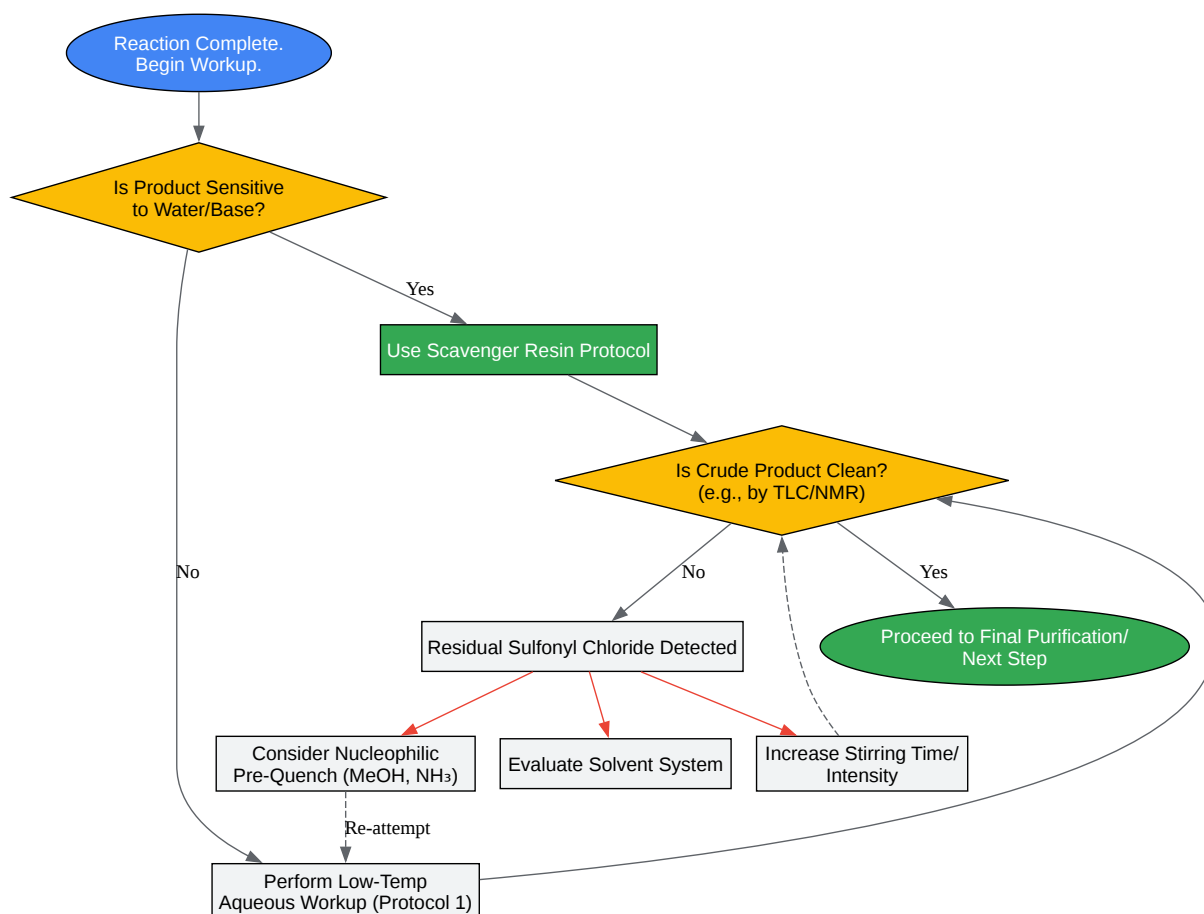 Reaction Complete.
Begin Workup.
Is Product Sensitive
to Water/Base?
Yes
Use Scavenger Resin Protocol
Is Crude Product Clean?
(e.g., by TLC/NMR)
No
No
Yes
Residual Sulfonyl Chloride Detected
Proceed to Final Purification/
Next Step
Consider Nucleophilic
Pre-Quench (MeOH, NH₃)
Evaluate Solvent System
Increase Stirring Time/
Intensity
Re-attempt
Perform Low-Temp
Aqueous Workup (Protocol 1)